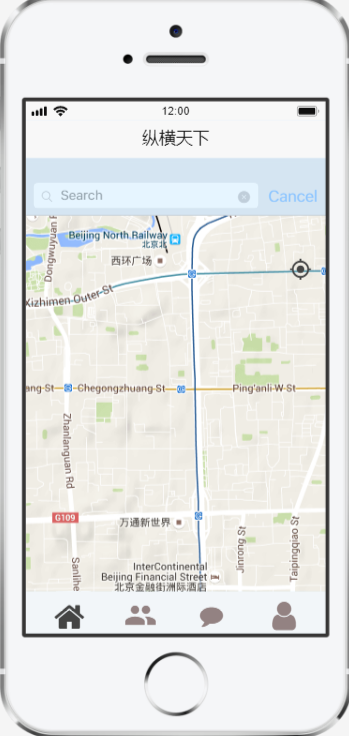 12:00
纵横天下
Search
Cancel
Dongwuyuan
Beijing North Railway
北京北
西环广场
Xizhimen Outer St
ang St
Chegongzhuang St
Ping'anli W St
Zhanlanguan Rd
G109
万通新世界
Sanlihe
Jinrong St
Taipingqiao St
InterContinental
Beijing Financial Street
北京金融街洲际酒店